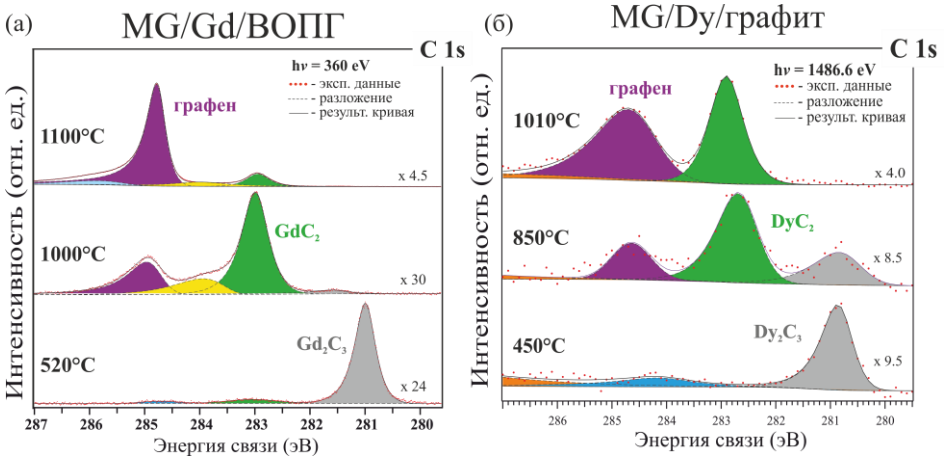 (а)
MG/Gd/ВОПГ
C 1s
hν = 360 eV
- эксп. данные
- разложение
- результ. кривая
графен
1100°C
x 4.5
GdC₂
1000°C
x 30
Gd₂C₃
520°C
x 24
Интенсивность (отн. ед.)
287 286 285 284 283 282 281 280
Энергия связи (эВ)
(б)
MG/Dy/графит
C 1s
hν = 1486.6 eV
- эксп. данные
- разложение
- результ. кривая
графен
1010°C
x 4.0
DyC₂
850°C
x 8.5
Dy₂C₃
450°C
x 9.5
Интенсивность (отн. ед.)
286 285 284 283 282 281 280
Энергия связи (эВ)